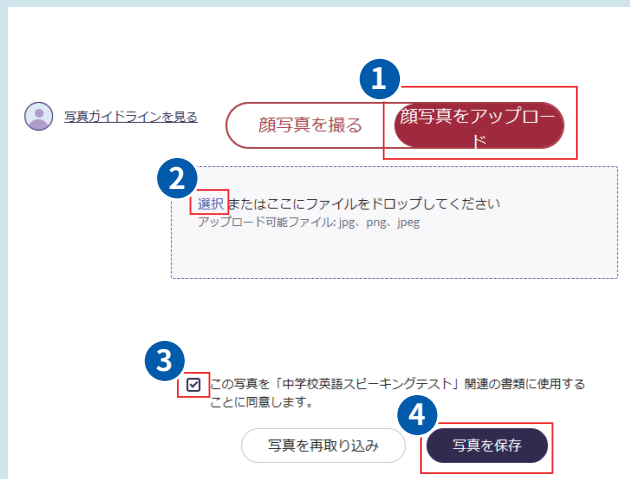 1
写真ガイドラインを見る
顔写真を撮る
顔写真をアップロー
ド
2
選択 またはここにファイルをドロップしてください
アップロード可能ファイル: jpg、png、jpeg
3
この写真を「中学校英語スピーキングテスト」関連の書類に使用する
ことに同意します。
4
写真を再取り込み
写真を保存